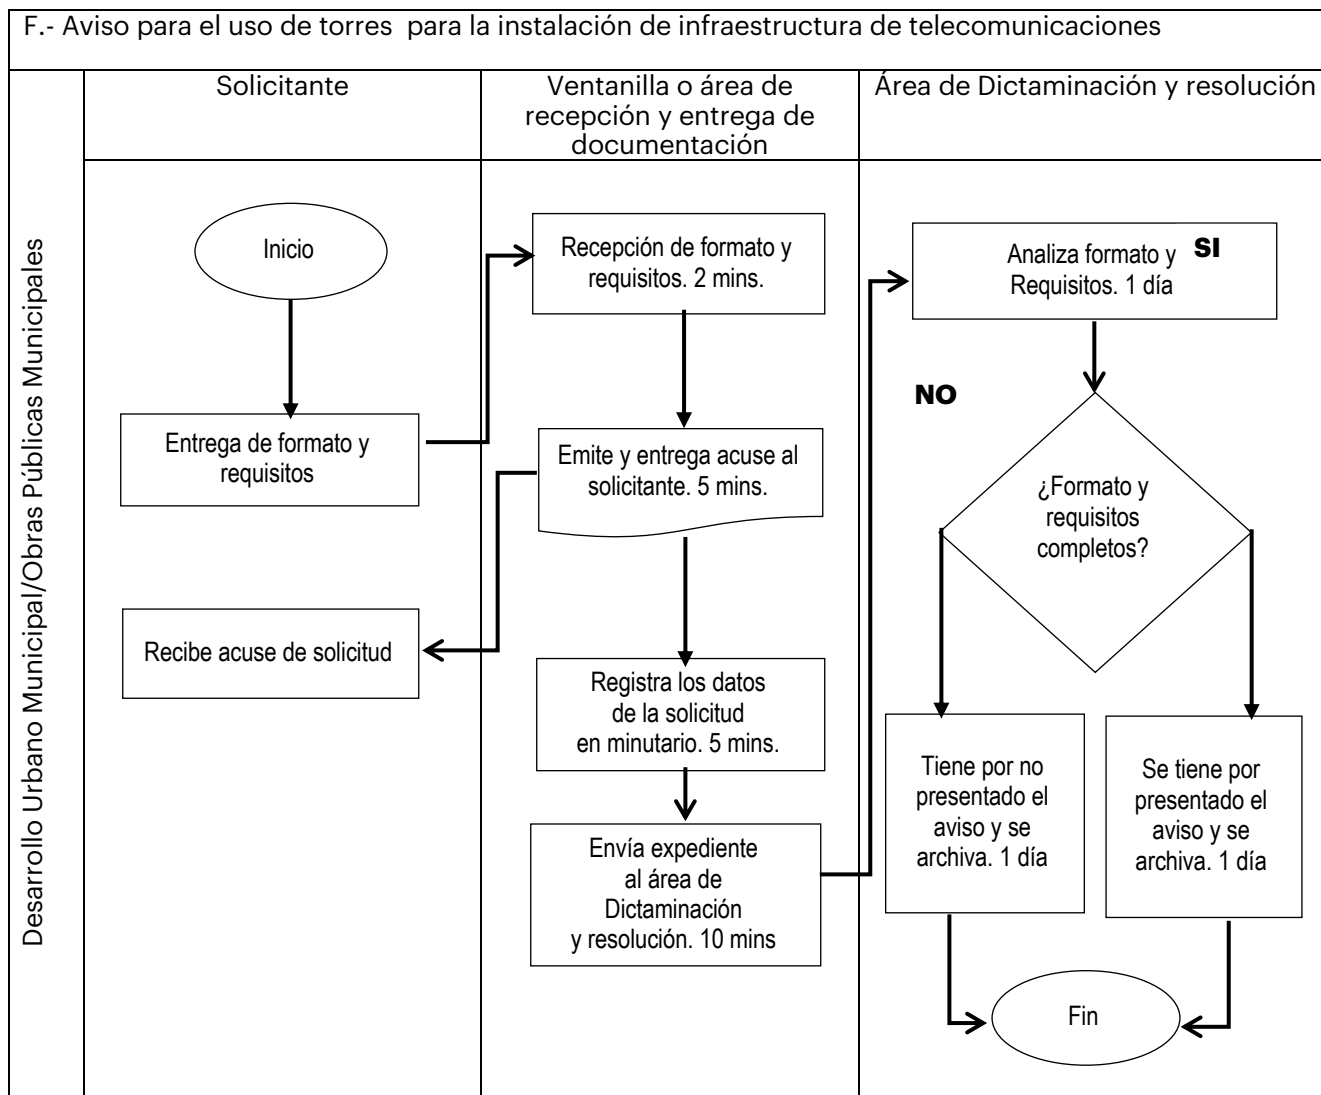 F.- Aviso para el uso de torres para la instalación de infraestructura de telecomunicaciones
Desarrollo Urbano Municipal/Obras Públicas Municipales
Solicitante
Ventanilla o área de
recepción y entrega de
documentación
Área de Dictaminación y resolución
Inicio
Entrega de formato y
requisitos
Recibe acuse de solicitud
Recepción de formato y
requisitos. 2 mins.
Emite y entrega acuse al
solicitante. 5 mins.
Registra los datos
de la solicitud
en minutario. 5 mins.
Envía expediente
al área de
Dictaminación
y resolución. 10 mins
Analiza formato y
Requisitos. 1 día
SI
NO
¿Formato y
requisitos
completos?
Tiene por no
presentado el
aviso y se
archiva. 1 día
Se tiene por
presentado el
aviso y se
archiva. 1 día
Fin